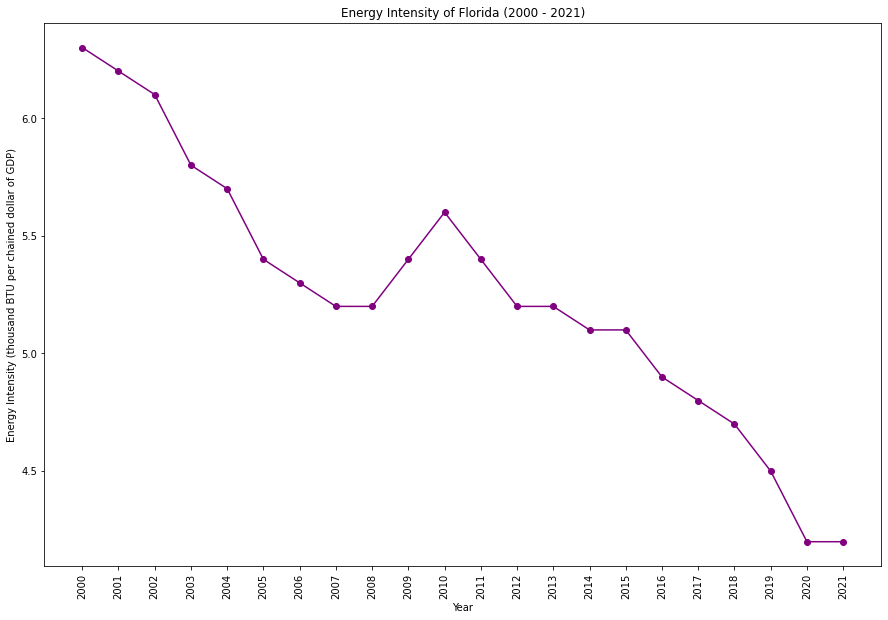 Energy Intensity of Florida (2000 - 2021)
Energy Intensity (thousand BTU per chained dollar of GDP)
6.0
5.5
5.0
4.5
2000 2001 2002 2003 2004 2005 2006 2007 2008 2009 2010 2011 2012 2013 2014 2015 2016 2017 2018 2019 2020 2021
Year